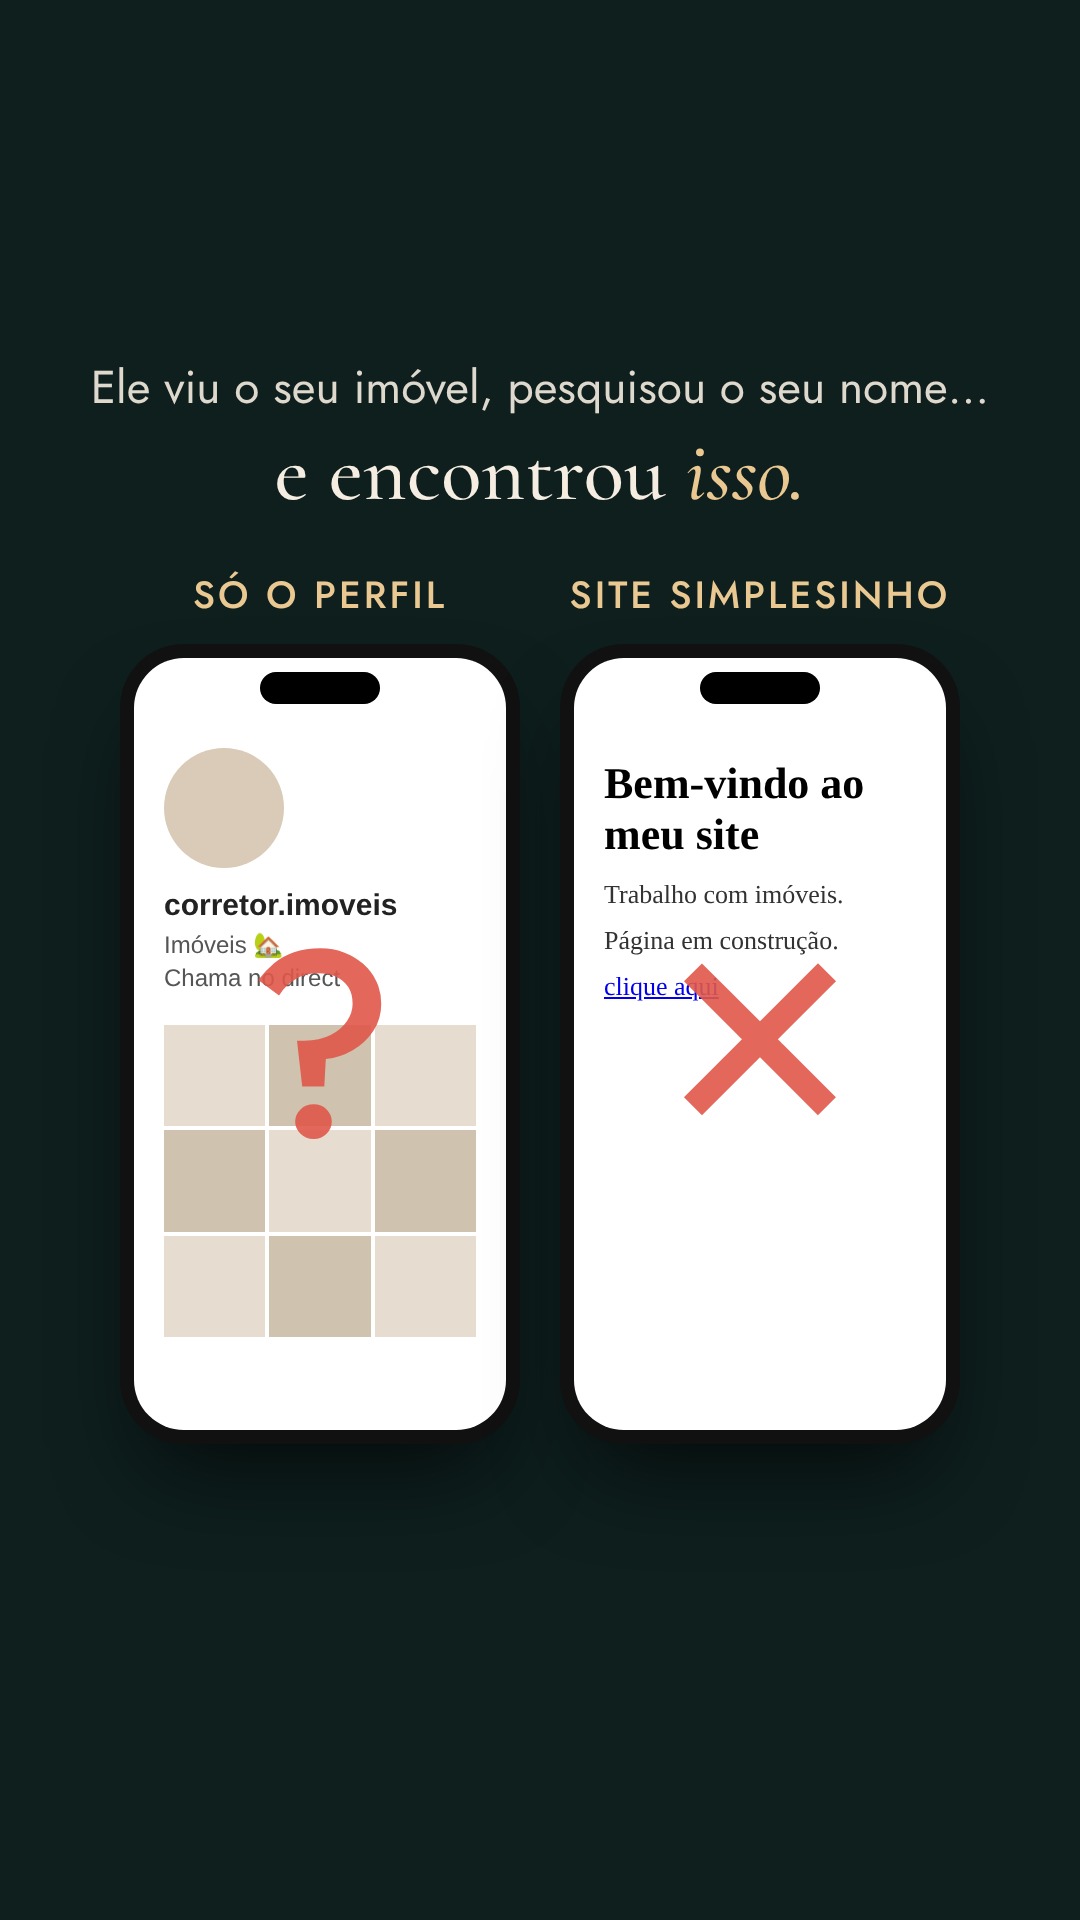 Ele viu o seu imóvel, pesquisou o seu nome...
e encontrou isso.
SÓ O PERFIL
SITE SIMPLESINHO
corretor.imoveis
Imóveis 🏡
Chama no direct
?
Bem-vindo ao
meu site
Trabalho com imóveis.
Página em construção.
clique aqui